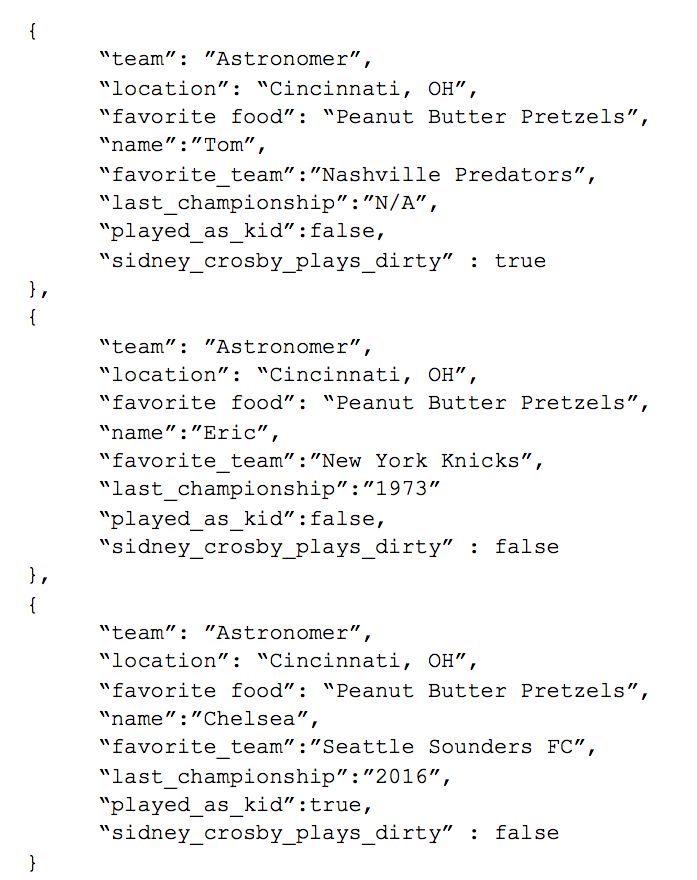 {
“team”: ”Astronomer”,
“location”: “Cincinnati, OH”,
“favorite food”: “Peanut Butter Pretzels”,
“name”:”Tom”,
“favorite_team”:”Nashville Predators”,
“last_championship”:”N/A”,
“played_as_kid”:false,
“sidney_crosby_plays_dirty” : true
},
{
“team”: ”Astronomer”,
“location”: “Cincinnati, OH”,
“favorite food”: “Peanut Butter Pretzels”,
“name”:”Eric”,
“favorite_team”:”New York Knicks”,
“last_championship”:”1973”
“played_as_kid”:false,
“sidney_crosby_plays_dirty” : false
},
{
“team”: ”Astronomer”,
“location”: “Cincinnati, OH”,
“favorite food”: “Peanut Butter Pretzels”,
“name”:”Chelsea”,
“favorite_team”:”Seattle Sounders FC”,
“last_championship”:”2016”,
“played_as_kid”:true,
“sidney_crosby_plays_dirty” : false
}